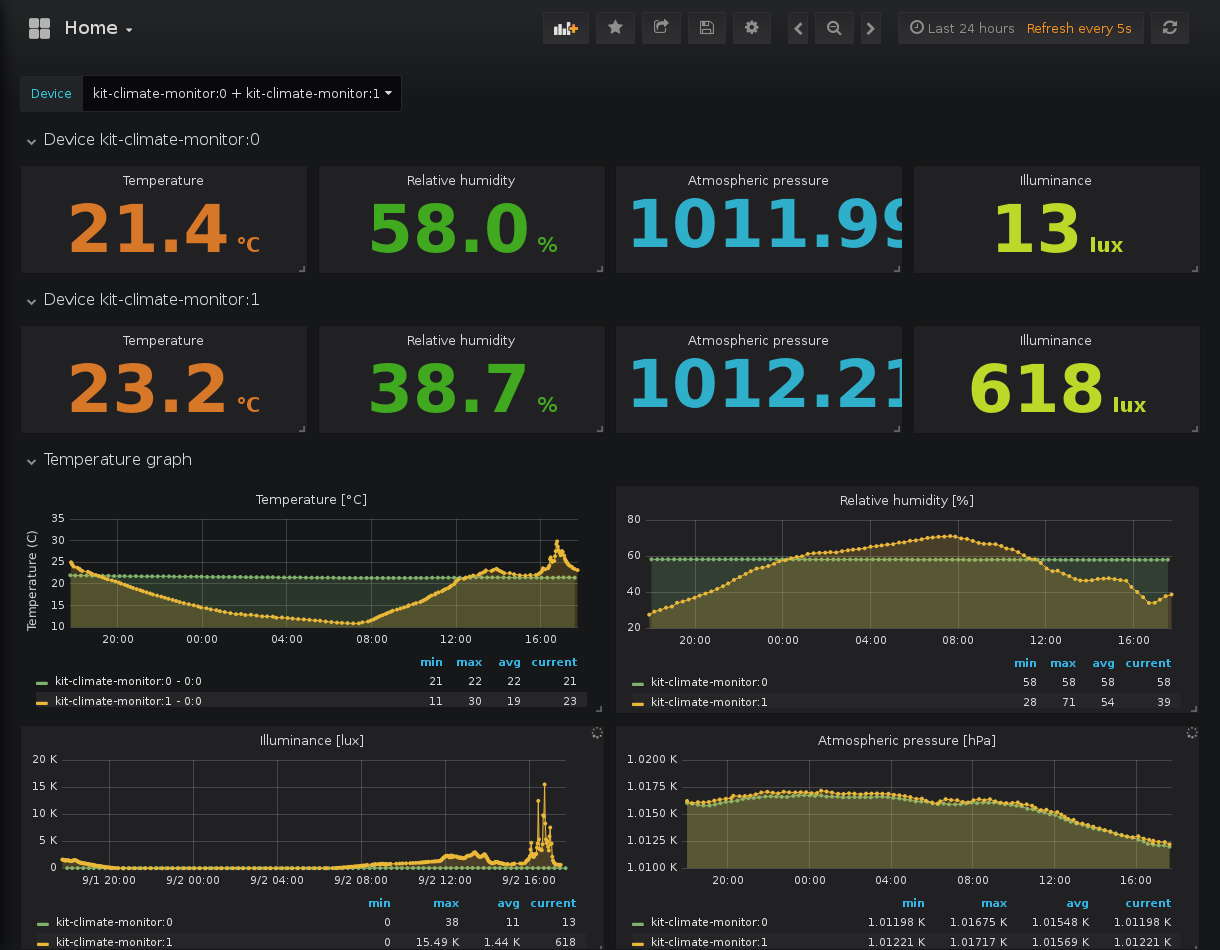 Home
Last 24 hours Refresh every 5s
Device kit-climate-monitor:0 + kit-climate-monitor:1
Device kit-climate-monitor:0
Temperature Relative humidity Atmospheric pressure Illuminance
21.4 °C 58.0 % 1011.99 13 lux
Device kit-climate-monitor:1
Temperature Relative humidity Atmospheric pressure Illuminance
23.2 °C 38.7 % 1012.21 618 lux
Temperature graph
Temperature [°C]
Temperature (C)
35
30
25
20
15
10
20:00 00:00 04:00 08:00 12:00 16:00
min max avg current
kit-climate-monitor:0 - 0:0 21 22 22 21
kit-climate-monitor:1 - 0:0 11 30 19 23
Relative humidity [%]
80
60
40
20
20:00 00:00 04:00 08:00 12:00 16:00
min max avg current
kit-climate-monitor:0 58 58 58 58
kit-climate-monitor:1 28 71 54 39
Illuminance [lux]
20 K
15 K
10 K
5 K
0
9/1 20:00 9/2 00:00 9/2 04:00 9/2 08:00 9/2 12:00 9/2 16:00
min max avg current
kit-climate-monitor:0 0 38 11 13
kit-climate-monitor:1 0 15.49 K 1.44 K 618
Atmospheric pressure [hPa]
1.0200 K
1.0175 K
1.0150 K
1.0125 K
1.0100 K
20:00 00:00 04:00 08:00 12:00 16:00
min max avg current
kit-climate-monitor:0 1.01198 K 1.01675 K 1.01548 K 1.01198 K
kit-climate-monitor:1 1.01221 K 1.01717 K 1.01569 K 1.01221 K